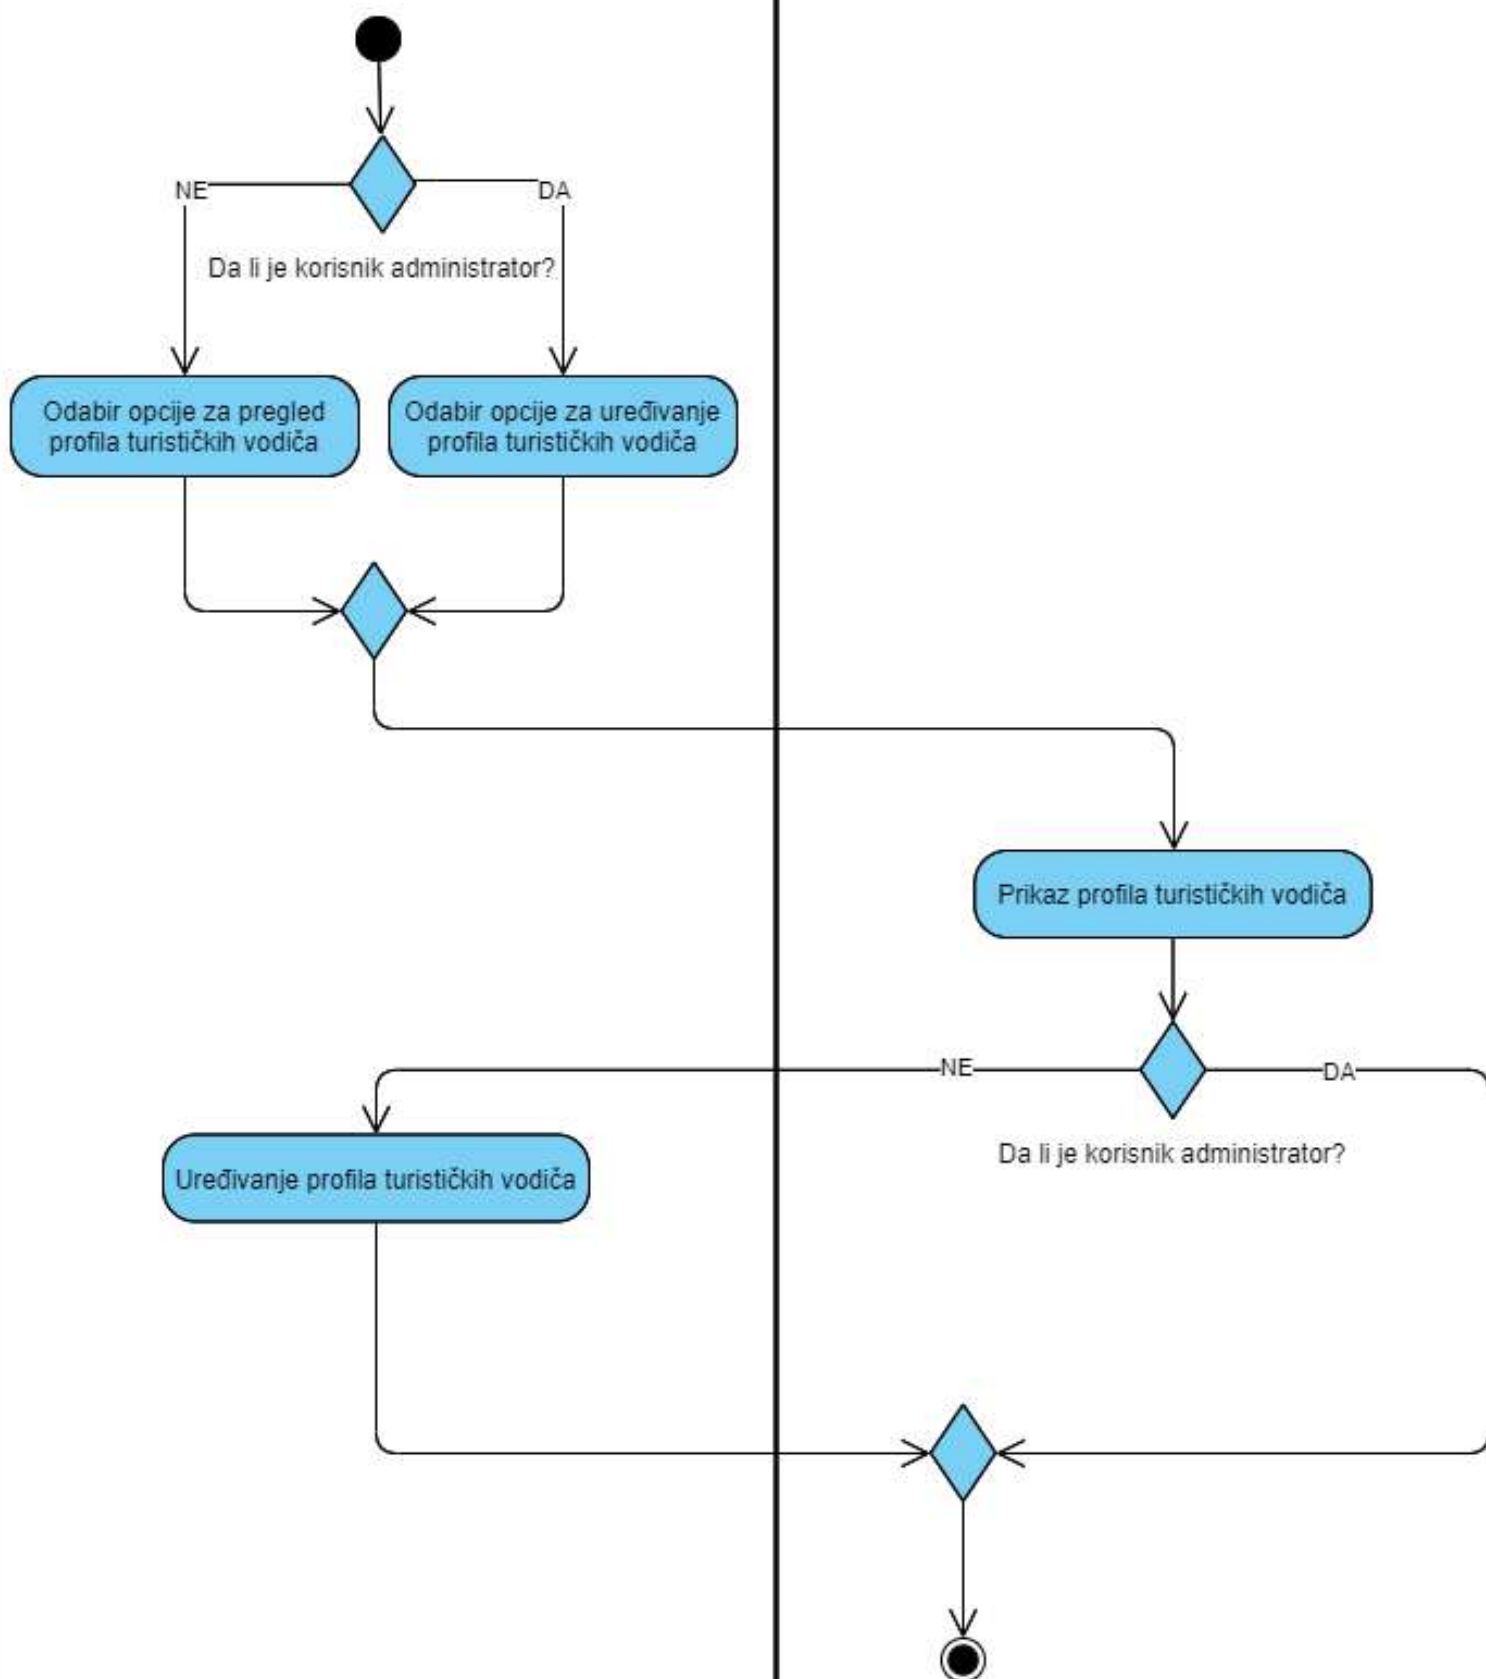 NE
DA
Da li je korisnik administrator?
Odabir opcije za pregled
profila turističkih vodiča
Odabir opcije za uređivanje
profila turističkih vodiča
Prikaz profila turističkih vodiča
NE
DA
Da li je korisnik administrator?
Uređivanje profila turističkih vodiča